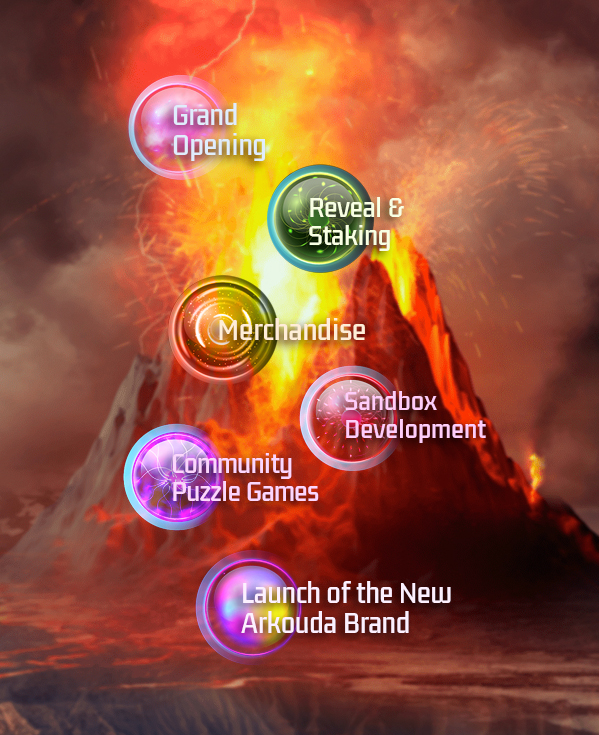 Grand
Opening
Reveal &
Staking
Merchandise
Sandbox
Development
Community
Puzzle Games
Launch of the New
Arkouda Brand